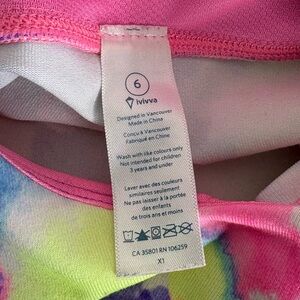 6
ivivva
Designed in Vancouver
Made in China
Conçu à Vancouver
Fabriqué en Chine
Wash with like colours only
Not intended for children
3 years and under
Laver avec des couleurs
similaires seulement
Ne pas laisser à la portée
des enfants
de trois ans et moins
CA 35801 RN 106259
X1